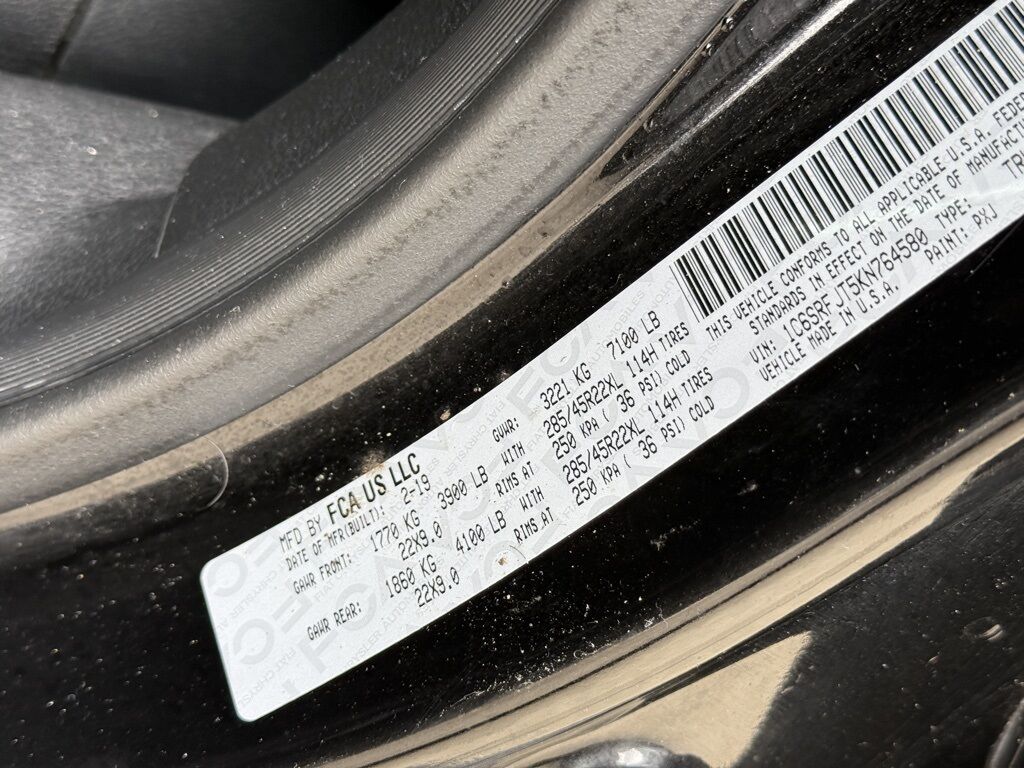 MFD BY FCA US LLC
DATE OF MFR(BUILT): 2-19 GVWR: 3221 KG 7100 LB
GAWR FRONT: 1770 KG 3900 LB WITH 285/45R22XL 114H TIRES
22X9.0 RIMS AT 250 KPA ( 36 PSI) COLD
GAWR REAR: 1860 KG 4100 LB WITH 285/45R22XL 114H TIRES
22X9.0 RIMS AT 250 KPA ( 36 PSI) COLD
THIS VEHICLE CONFORMS TO ALL APPLICABLE U.S.A.
STANDARDS IN EFFECT ON THE DATE OF
VIN: 1C6SRFJT5KN764580 TYPE:
VEHICLE MADE IN U.S.A. PAINT: PXJ